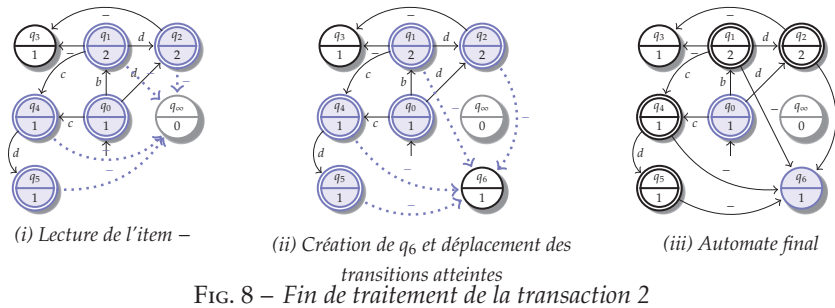 q3 1
q1 2
q2 2
q4 1
q0 1
q∞ 0
q5 1
– – d c b d – c – d – –
(i) Lecture de l'item –
q3 1
q1 2
q2 2
q4 1
q0 1
q∞ 0
q5 1
q6 1
– – d c b d – – c d – –
(ii) Création de q6 et déplacement des
transitions atteintes
q3 1
q1 2
q2 2
q4 1
q0 1
q∞ 0
q5 1
q6 1
– – d c b d – c d – –
(iii) Automate final
Fig. 8 – Fin de traitement de la transaction 2